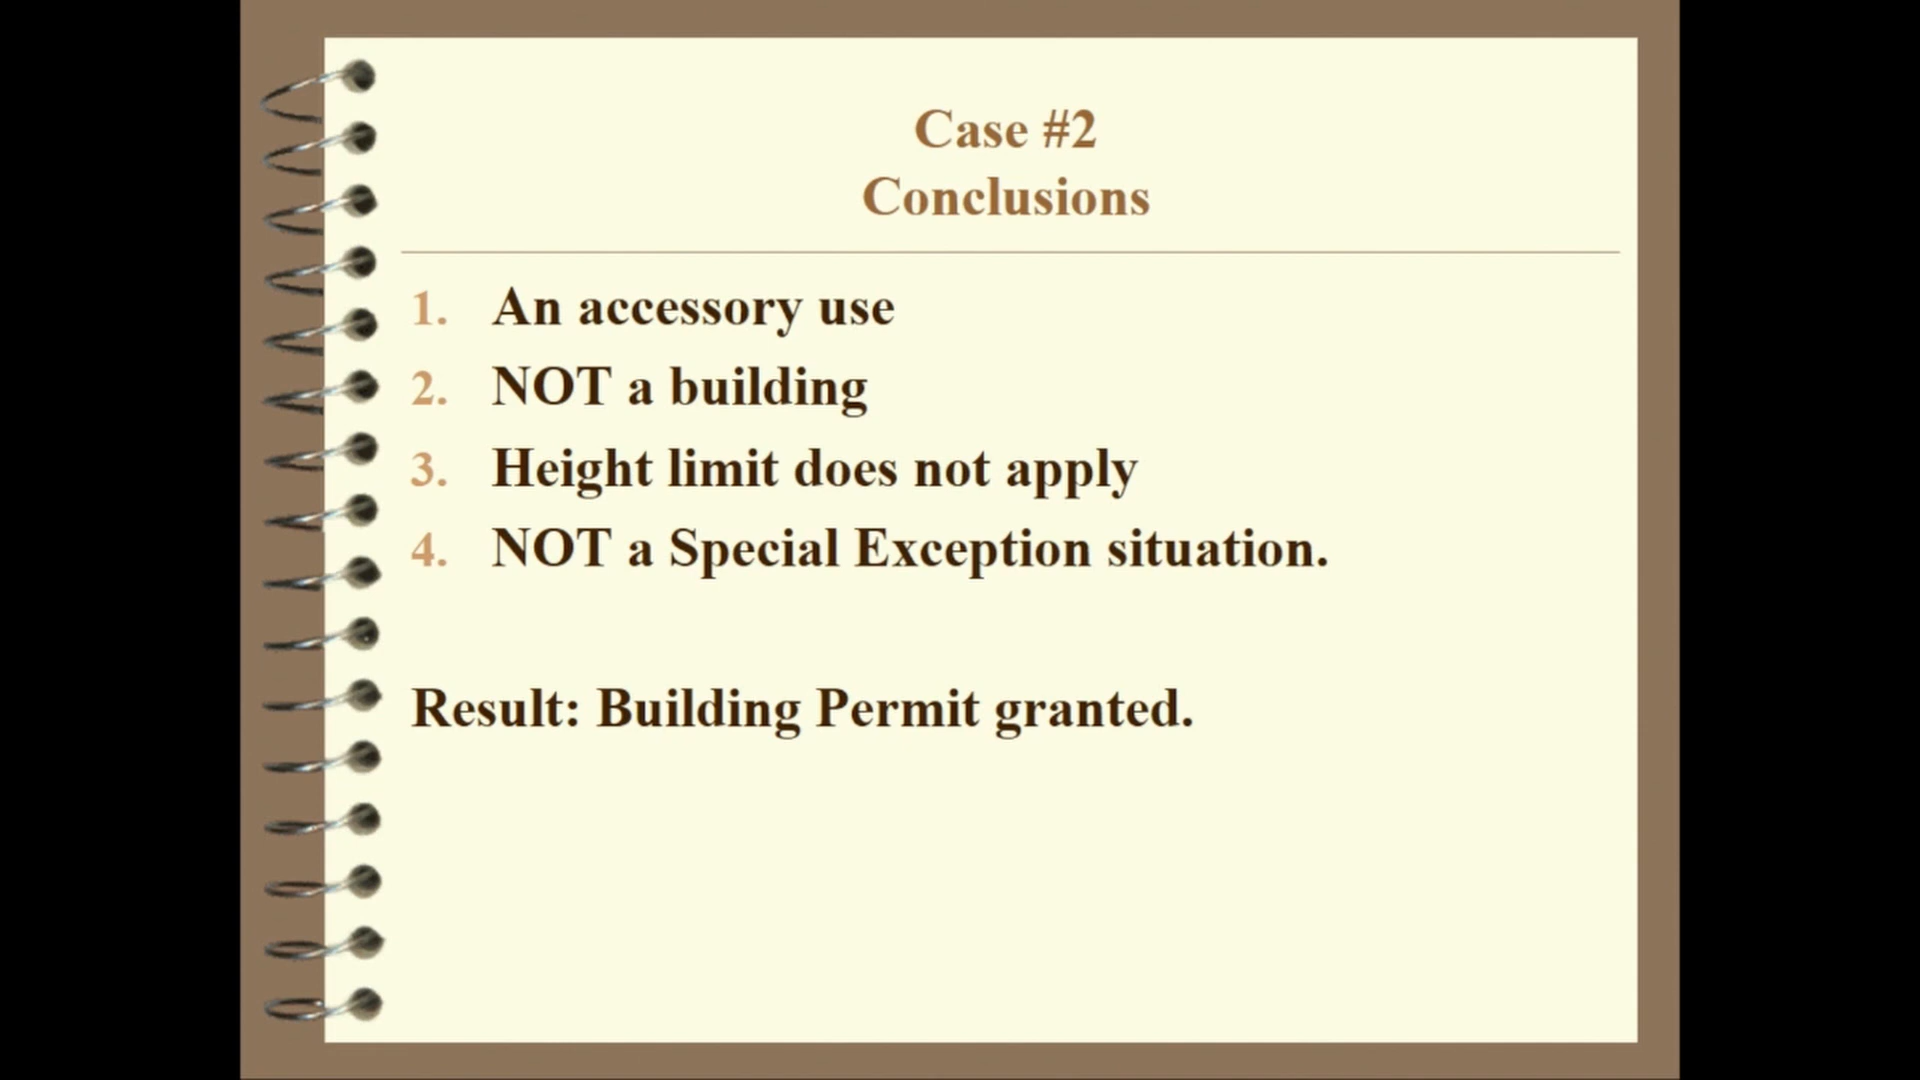 Case #2
Conclusions
1. An accessory use
2. NOT a building
3. Height limit does not apply
4. NOT a Special Exception situation.
Result: Building Permit granted.